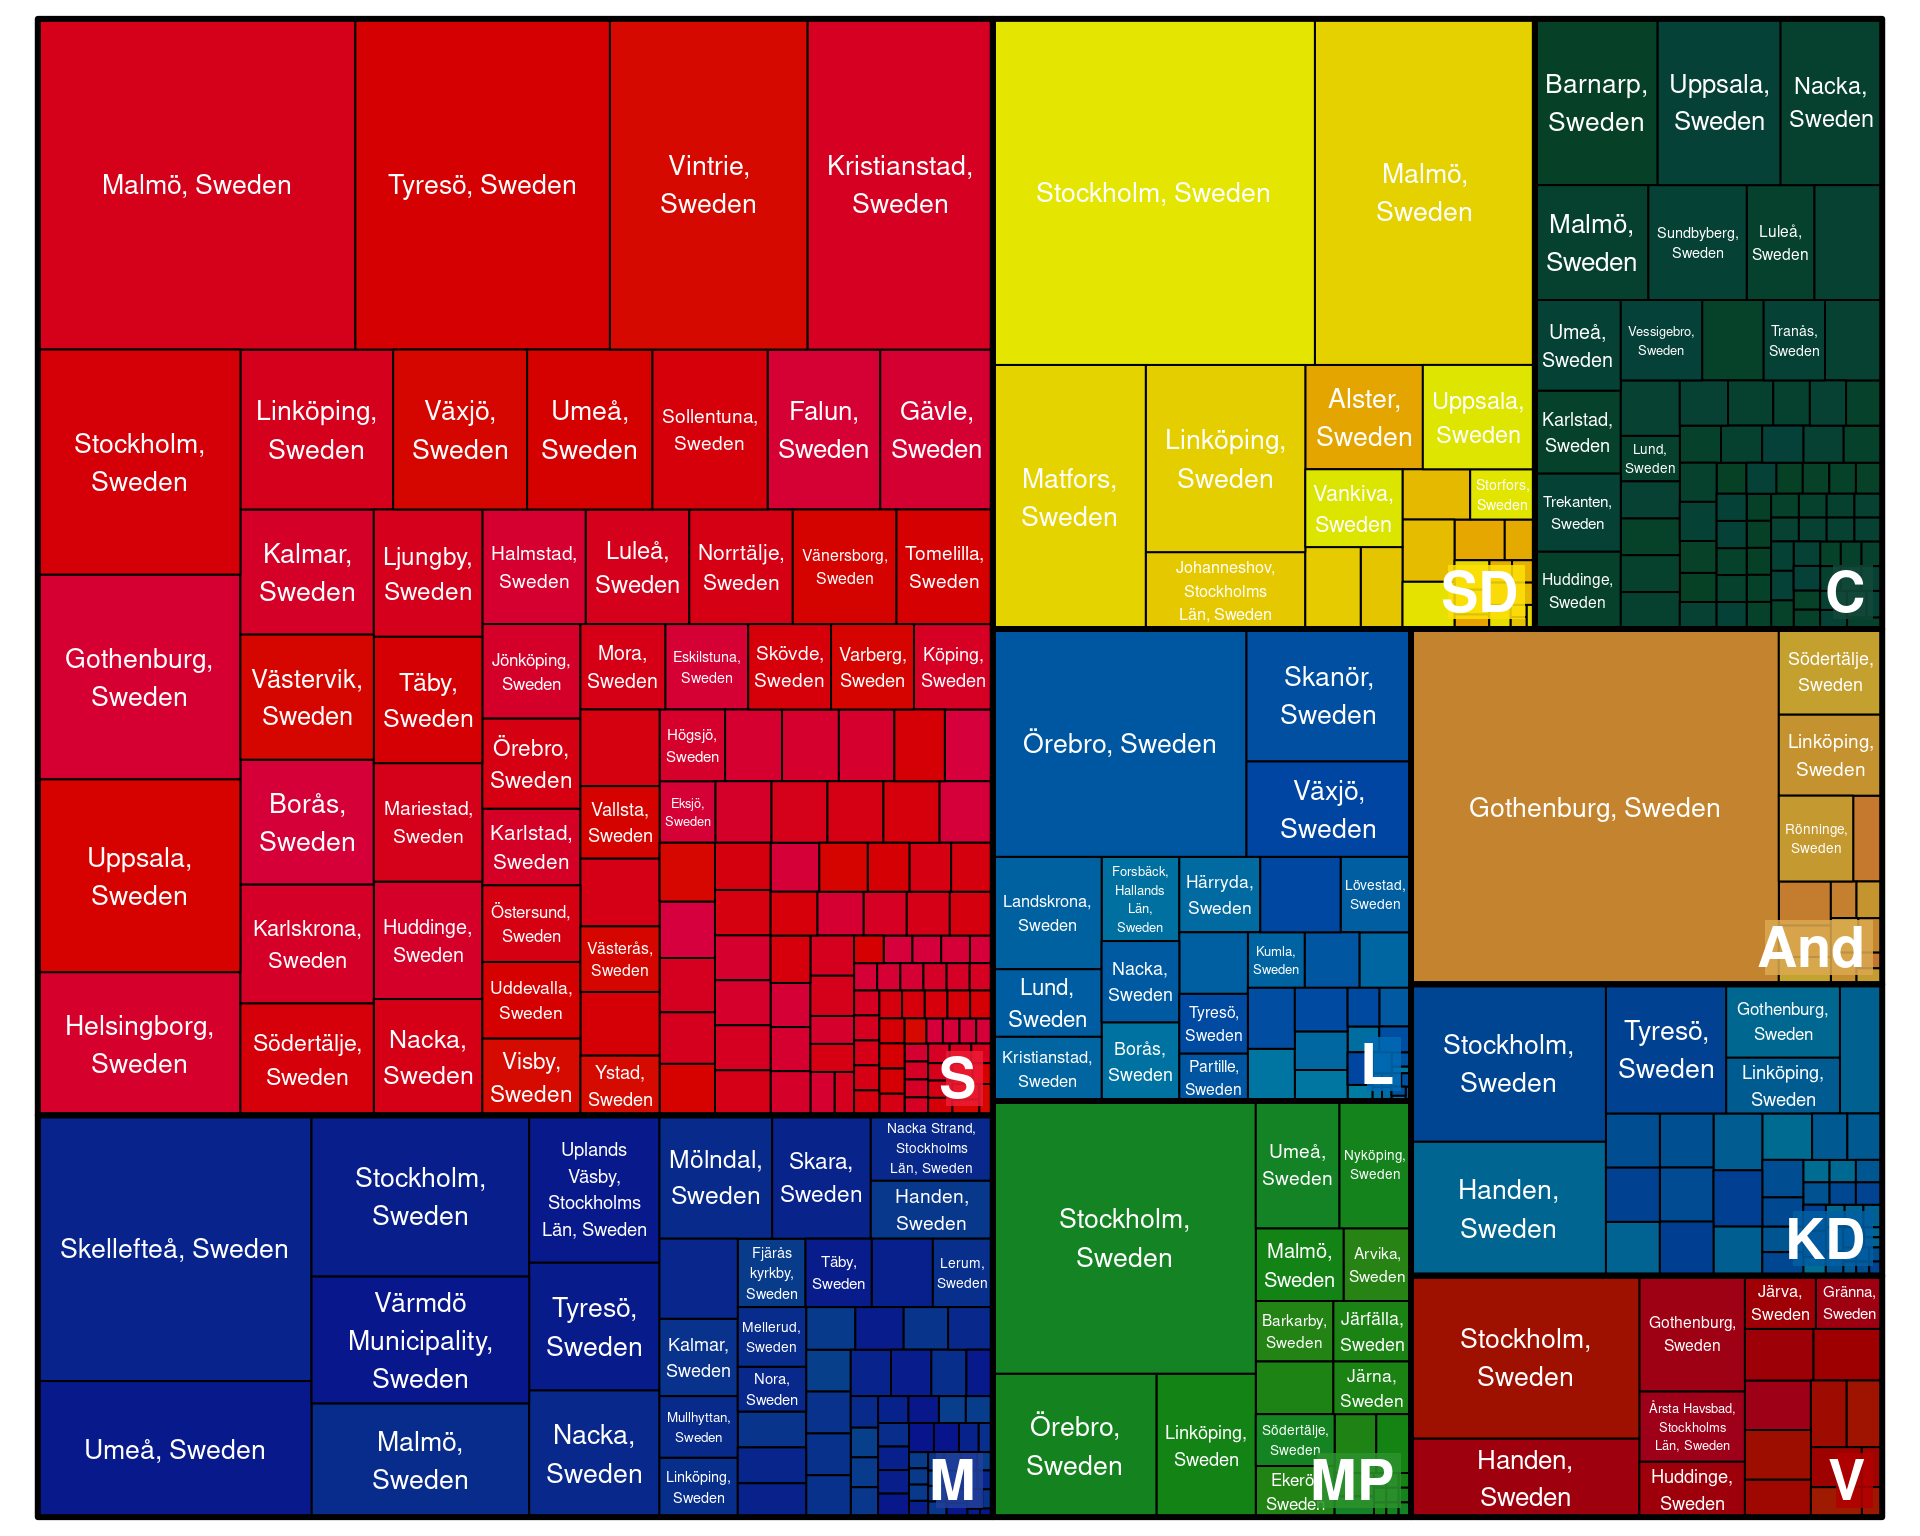 Malmö, Sweden
Tyresö, Sweden
Vintrie,
Sweden
Kristianstad,
Sweden
Stockholm,
Sweden
Linköping,
Sweden
Växjö,
Sweden
Umeå,
Sweden
Sollentuna,
Sweden
Falun,
Sweden
Gävle,
Sweden
Gothenburg,
Sweden
Uppsala,
Sweden
Helsingborg,
Sweden
Kalmar,
Sweden
Ljungby,
Sweden
Halmstad,
Sweden
Luleå,
Sweden
Norrtälje,
Sweden
Vänersborg,
Sweden
Tomelilla,
Sweden
Västervik,
Sweden
Täby,
Sweden
Jönköping,
Sweden
Mora,
Sweden
Eskilstuna,
Sweden
Skövde,
Sweden
Varberg,
Sweden
Köping,
Sweden
Borås,
Sweden
Mariestad,
Sweden
Örebro,
Sweden
Karlstad,
Sweden
Vallsta,
Sweden
Högsjö,
Sweden
Eksjö,
Sweden
Karlskrona,
Sweden
Huddinge,
Sweden
Östersund,
Sweden
Västerås,
Sweden
Södertälje,
Sweden
Nacka,
Sweden
Uddevalla,
Sweden
Visby,
Sweden
Ystad,
Sweden
S
Stockholm, Sweden
Malmö,
Sweden
Matfors,
Sweden
Linköping,
Sweden
Johanneshov,
Stockholms
Län, Sweden
Alster,
Sweden
Uppsala,
Sweden
Vankiva,
Sweden
Storfors,
Sweden
SD
Barnarp,
Sweden
Uppsala,
Sweden
Nacka,
Sweden
Malmö,
Sweden
Sundbyberg,
Sweden
Luleå,
Sweden
Umeå,
Sweden
Vessigebro,
Sweden
Tranås,
Sweden
Karlstad,
Sweden
Lund,
Sweden
Trekanten,
Sweden
Huddinge,
Sweden
C
Örebro, Sweden
Skanör,
Sweden
Växjö,
Sweden
Landskrona,
Sweden
Forsbäck,
Hallands
Län,
Sweden
Härryda,
Sweden
Lövestad,
Sweden
Lund,
Sweden
Nacka,
Sweden
Kumla,
Sweden
Tyresö,
Sweden
Kristianstad,
Sweden
Borås,
Sweden
Partille,
Sweden
L
Gothenburg, Sweden
Södertälje,
Sweden
Linköping,
Sweden
Rönninge,
Sweden
And
Stockholm,
Sweden
Tyresö,
Sweden
Gothenburg,
Sweden
Linköping,
Sweden
Handen,
Sweden
KD
Skellefteå, Sweden
Umeå, Sweden
Stockholm,
Sweden
Värmdö
Municipality,
Sweden
Malmö,
Sweden
Uplands
Väsby,
Stockholms
Län, Sweden
Tyresö,
Sweden
Nacka,
Sweden
Mölndal,
Sweden
Skara,
Sweden
Nacka Strand,
Stockholms
Län, Sweden
Handen,
Sweden
Fjärås
kyrkby,
Sweden
Täby,
Sweden
Lerum,
Sweden
Kalmar,
Sweden
Mellerud,
Sweden
Nora,
Sweden
Mullhyttan,
Sweden
Linköping,
Sweden
M
Stockholm,
Sweden
Umeå,
Sweden
Nyköping,
Sweden
Malmö,
Sweden
Arvika,
Sweden
Barkarby,
Sweden
Järfälla,
Sweden
Järna,
Sweden
Örebro,
Sweden
Linköping,
Sweden
Södertälje,
Sweden
Ekerö,
Sweden
MP
Stockholm,
Sweden
Handen,
Sweden
Gothenburg,
Sweden
Järva,
Sweden
Gränna,
Sweden
Årsta Havsbad,
Stockholms
Län, Sweden
Huddinge,
Sweden
V